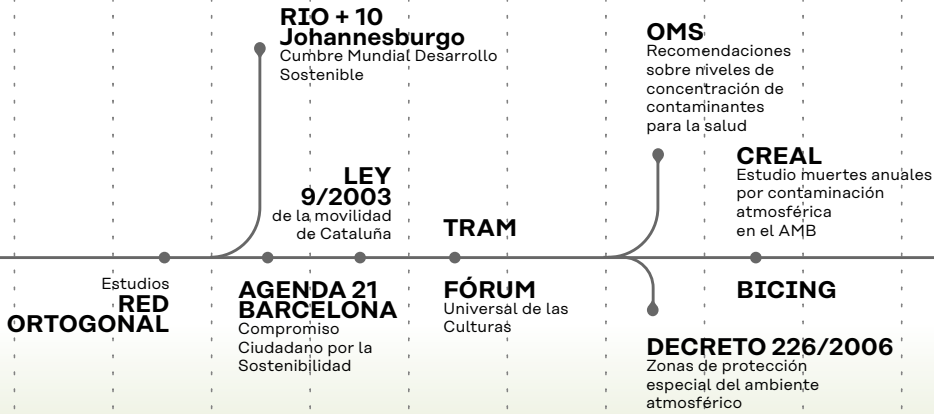 RIO + 10
Johannesburgo
Cumbre Mundial Desarrollo
Sostenible
OMS
Recomendaciones
sobre niveles de
concentración de
contaminantes
para la salud
CREAL
Estudio muertes anuales
por contaminación
atmosférica
en el AMB
LEY
9/2003
de la movilidad
de Cataluña
TRAM
Estudios
RED
ORTOGONAL
AGENDA 21
BARCELONA
Compromiso
Ciudadano por la
Sostenibilidad
FÓRUM
Universal de las
Culturas
BICING
DECRETO 226/2006
Zonas de protección
especial del ambiente
atmosférico